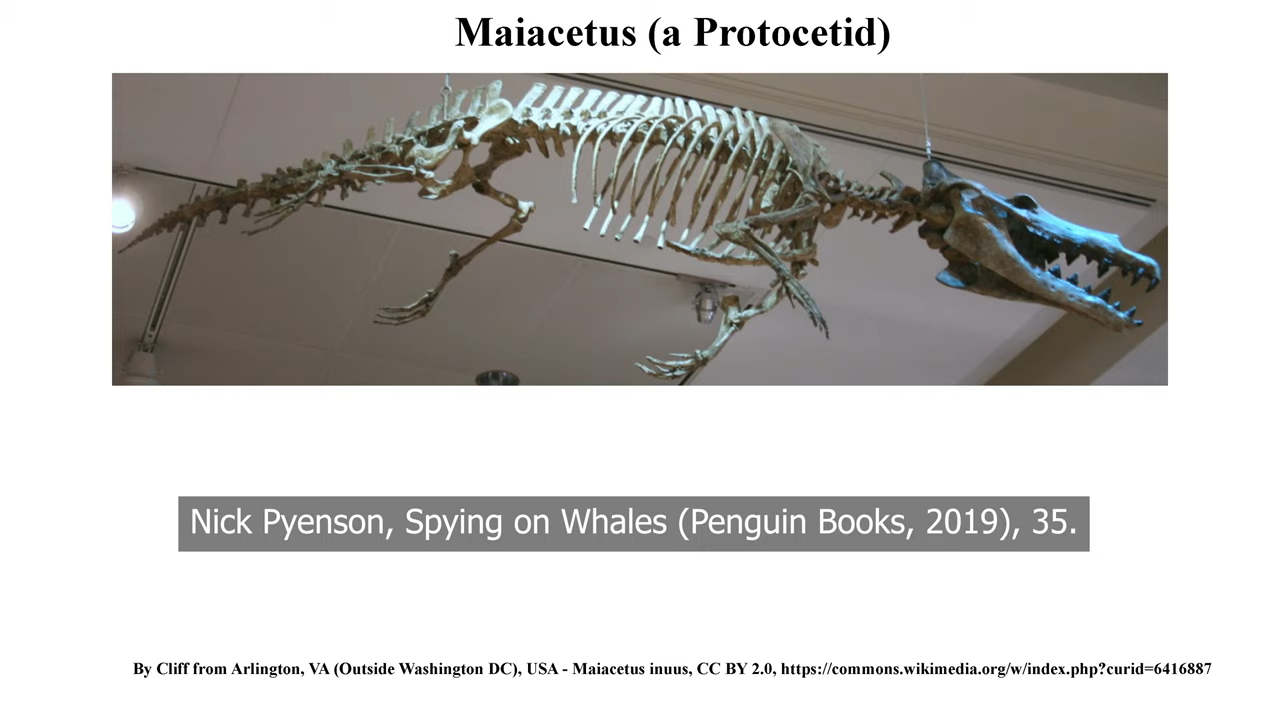 Maiacetus (a Protocetid)
Nick Pyenson, Spying on Whales (Penguin Books, 2019), 35.
By Cliff from Arlington, VA (Outside Washington DC), USA - Maiacetus inuus, CC BY 2.0, https://commons.wikimedia.org/w/index.php?curid=6416887